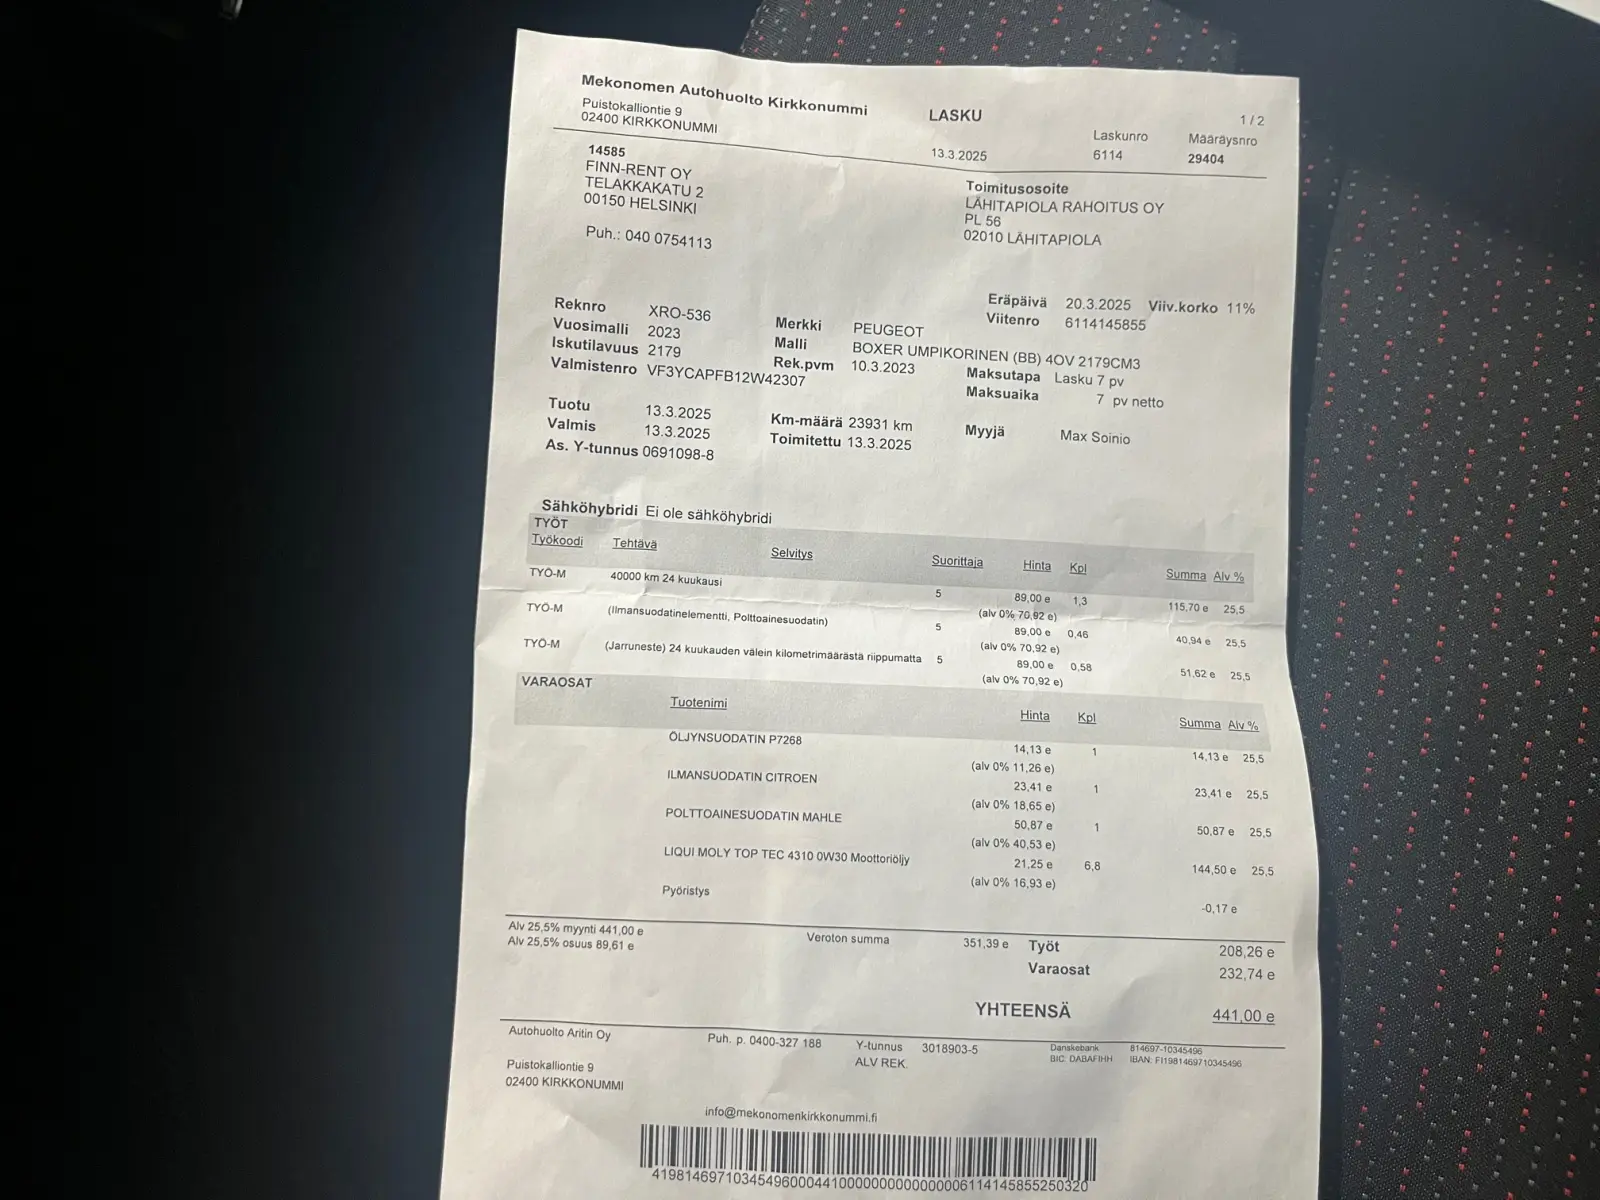 Mekonomen Autohuolto Kirkkonummi
Puistokalliontie 9
02400 KIRKKONUMMI
LASKU
1 / 2
13.3.2025
Laskunro
6114
Määräysnro
29404
14585
FINN-RENT OY
TELAKKAKATU 2
00150 HELSINKI
Puh.: 040 0754113
Toimitusosoite
LÄHITAPIOLA RAHOITUS OY
PL 56
02010 LÄHITAPIOLA
Eräpäivä 20.3.2025 Viiv.korko 11%
Viitenro 6114145855
Reknro XRO-536
Vuosimalli 2023
Iskutilavuus 2179
Valmistenro VF3YCAPFB12W42307
Merkki PEUGEOT
Malli BOXER UMPIKORINEN (BB) 4OV 2179CM3
Rek.pvm 10.3.2023
Maksutapa Lasku 7 pv
Maksuaika 7 pv netto
Tuotu 13.3.2025
Valmis 13.3.2025
As. Y-tunnus 0691098-8
Km-määrä 23931 km
Toimitettu 13.3.2025
Myyjä Max Soinio
Sähköhybridi Ei ole sähköhybridi
TYÖT
Työkoodi Tehtävä Selvitys Suorittaja Hinta Kpl Summa Alv %
TYÖ-M 40000 km 24 kuukausi 5 89,00 e 1,3 115,70 e 25,5
(alv 0% 70,92 e)
TYÖ-M (Ilmansuodatinelementti, Polttoainesuodatin) 5 89,00 e 0,46 40,94 e 25,5
(alv 0% 70,92 e)
TYÖ-M (Jarruneste) 24 kuukauden välein kilometrimäärästä riippumatta 5 89,00 e 0,58 51,62 e 25,5
(alv 0% 70,92 e)
VARAOSAT
Tuotenimi Hinta Kpl Summa Alv %
ÖLJYNSUODATIN P7268 14,13 e 1 14,13 e 25,5
(alv 0% 11,26 e)
ILMANSUODATIN CITROEN 23,41 e 1 23,41 e 25,5
(alv 0% 18,65 e)
POLTTOAINESUODATIN MAHLE 50,87 e 1 50,87 e 25,5
(alv 0% 40,53 e)
LIQUI MOLY TOP TEC 4310 0W30 Moottoriöljy 21,25 e 6,8 144,50 e 25,5
(alv 0% 16,93 e)
Pyöristys -0,17 e
Alv 25,5% myynti 441,00 e
Alv 25,5% osuus 89,61 e
Veroton summa 351,39 e
Työt 208,26 e
Varaosat 232,74 e
YHTEENSÄ 441,00 e
Autohuolto Aritin Oy
Puistokalliontie 9
02400 KIRKKONUMMI
Puh. p. 0400-327 188
Y-tunnus 3018903-5
ALV REK.
Danskebank 814697-10345496
BIC. DABAFIHH IBAN: FI1981469710345496
info@mekonomenkirkkonummi.fi